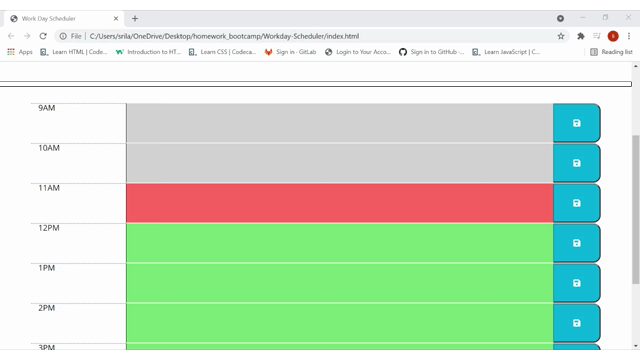 Work Day Scheduler
File C:/Users/srila/OneDrive/Desktop/homework_bootcamp/Workday-Scheduler/index.html
Apps Learn HTML | Code... Introduction to HT... Learn CSS | Codeca... Sign in · GitLab Login to Your Acco... Sign in to GitHub ·... Learn JavaScript | C... Reading list
9AM
10AM
11AM
12PM
1PM
2PM
3PM